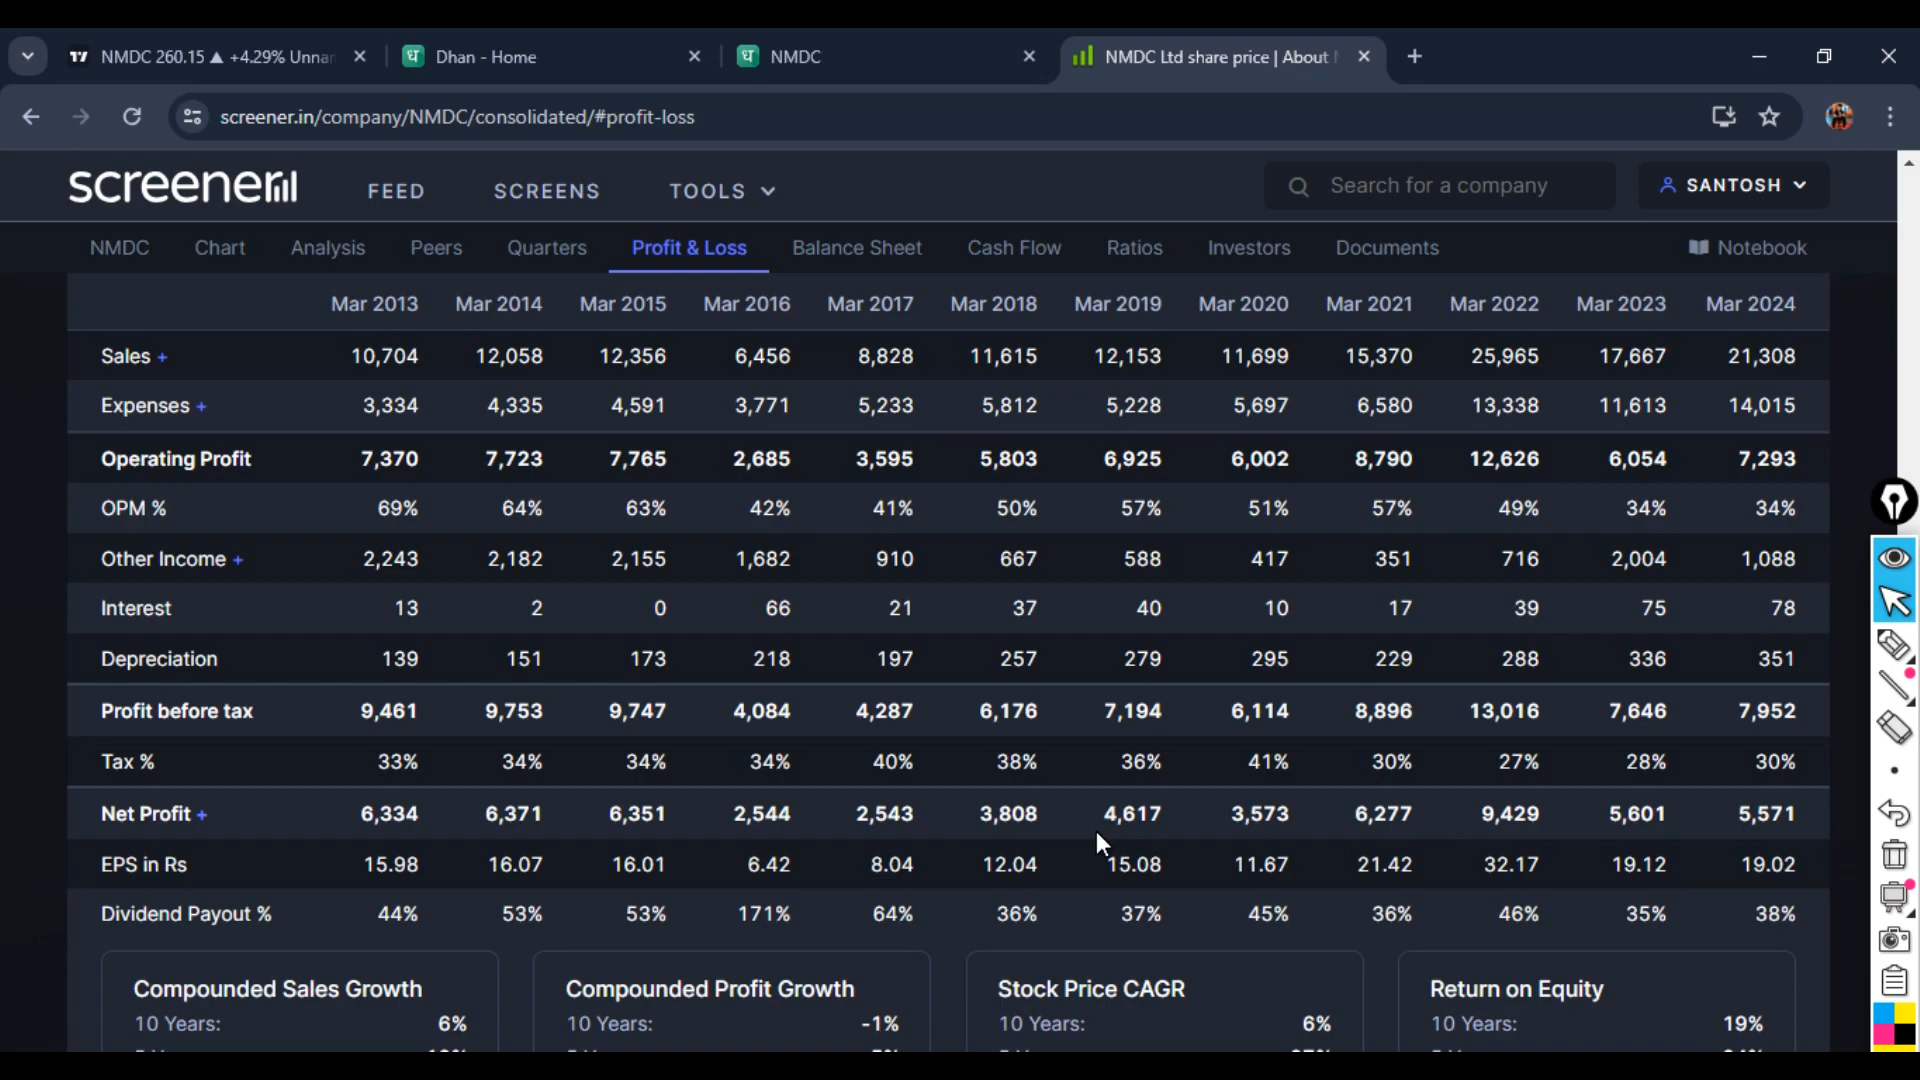 NMDC 260.15 ▲ +4.29% Unnar
Dhan - Home
NMDC
NMDC Ltd share price | About
screener.in/company/NMDC/consolidated/#profit-loss
screener
FEED SCREENS TOOLS
Search for a company
SANTOSH
NMDC Chart Analysis Peers Quarters Profit & Loss Balance Sheet Cash Flow Ratios Investors Documents Notebook
Mar 2013 Mar 2014 Mar 2015 Mar 2016 Mar 2017 Mar 2018 Mar 2019 Mar 2020 Mar 2021 Mar 2022 Mar 2023 Mar 2024
Sales + 10,704 12,058 12,356 6,456 8,828 11,615 12,153 11,699 15,370 25,965 17,667 21,308
Expenses + 3,334 4,335 4,591 3,771 5,233 5,812 5,228 5,697 6,580 13,338 11,613 14,015
Operating Profit 7,370 7,723 7,765 2,685 3,595 5,803 6,925 6,002 8,790 12,626 6,054 7,293
OPM % 69% 64% 63% 42% 41% 50% 57% 51% 57% 49% 34% 34%
Other Income + 2,243 2,182 2,155 1,682 910 667 588 417 351 716 2,004 1,088
Interest 13 2 0 66 21 37 40 10 17 39 75 78
Depreciation 139 151 173 218 197 257 279 295 229 288 336 351
Profit before tax 9,461 9,753 9,747 4,084 4,287 6,176 7,194 6,114 8,896 13,016 7,646 7,952
Tax % 33% 34% 34% 34% 40% 38% 36% 41% 30% 27% 28% 30%
Net Profit + 6,334 6,371 6,351 2,544 2,543 3,808 4,617 3,573 6,277 9,429 5,601 5,571
EPS in Rs 15.98 16.07 16.01 6.42 8.04 12.04 15.08 11.67 21.42 32.17 19.12 19.02
Dividend Payout % 44% 53% 53% 171% 64% 36% 37% 45% 36% 46% 35% 38%
Compounded Sales Growth Compounded Profit Growth Stock Price CAGR Return on Equity
10 Years: 6% 10 Years: -1% 10 Years: 6% 10 Years: 19%